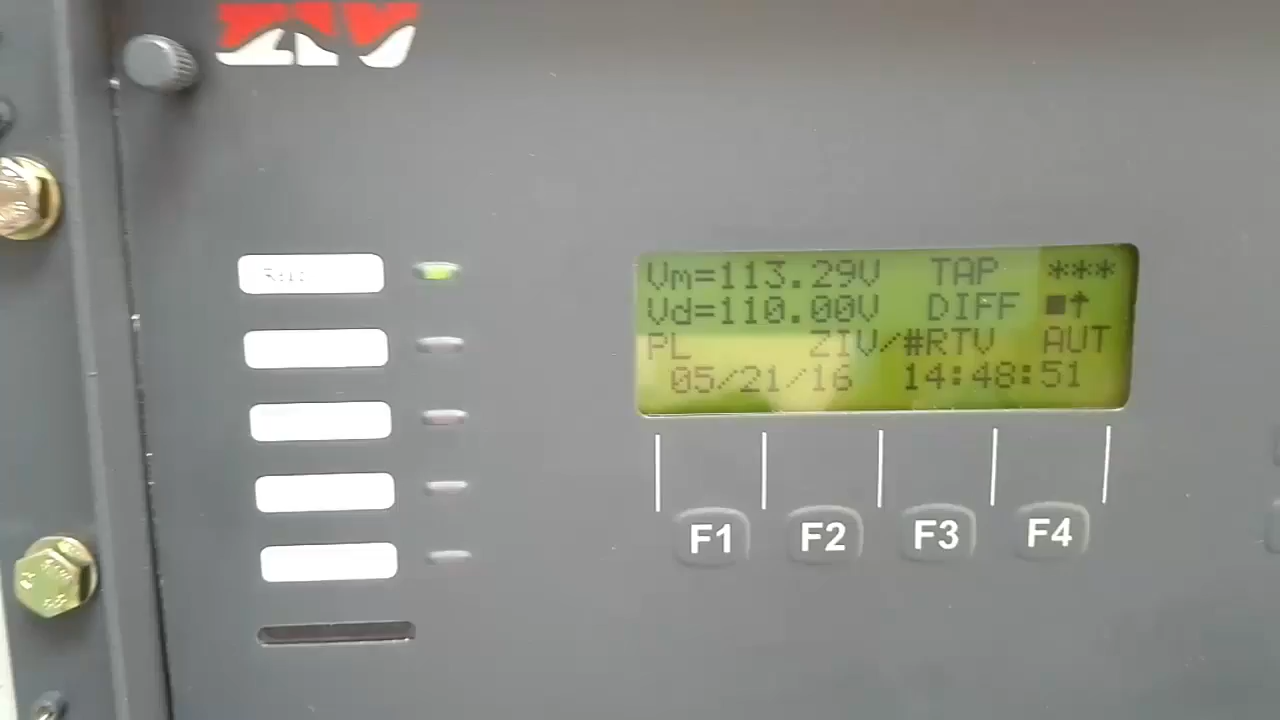 ZIV
Vm=113.29V TAP ***
Vd=110.00V DIFF ■↑
PL ZIV/#RTV AUT
05/21/16 14:48:51
F1 F2 F3 F4